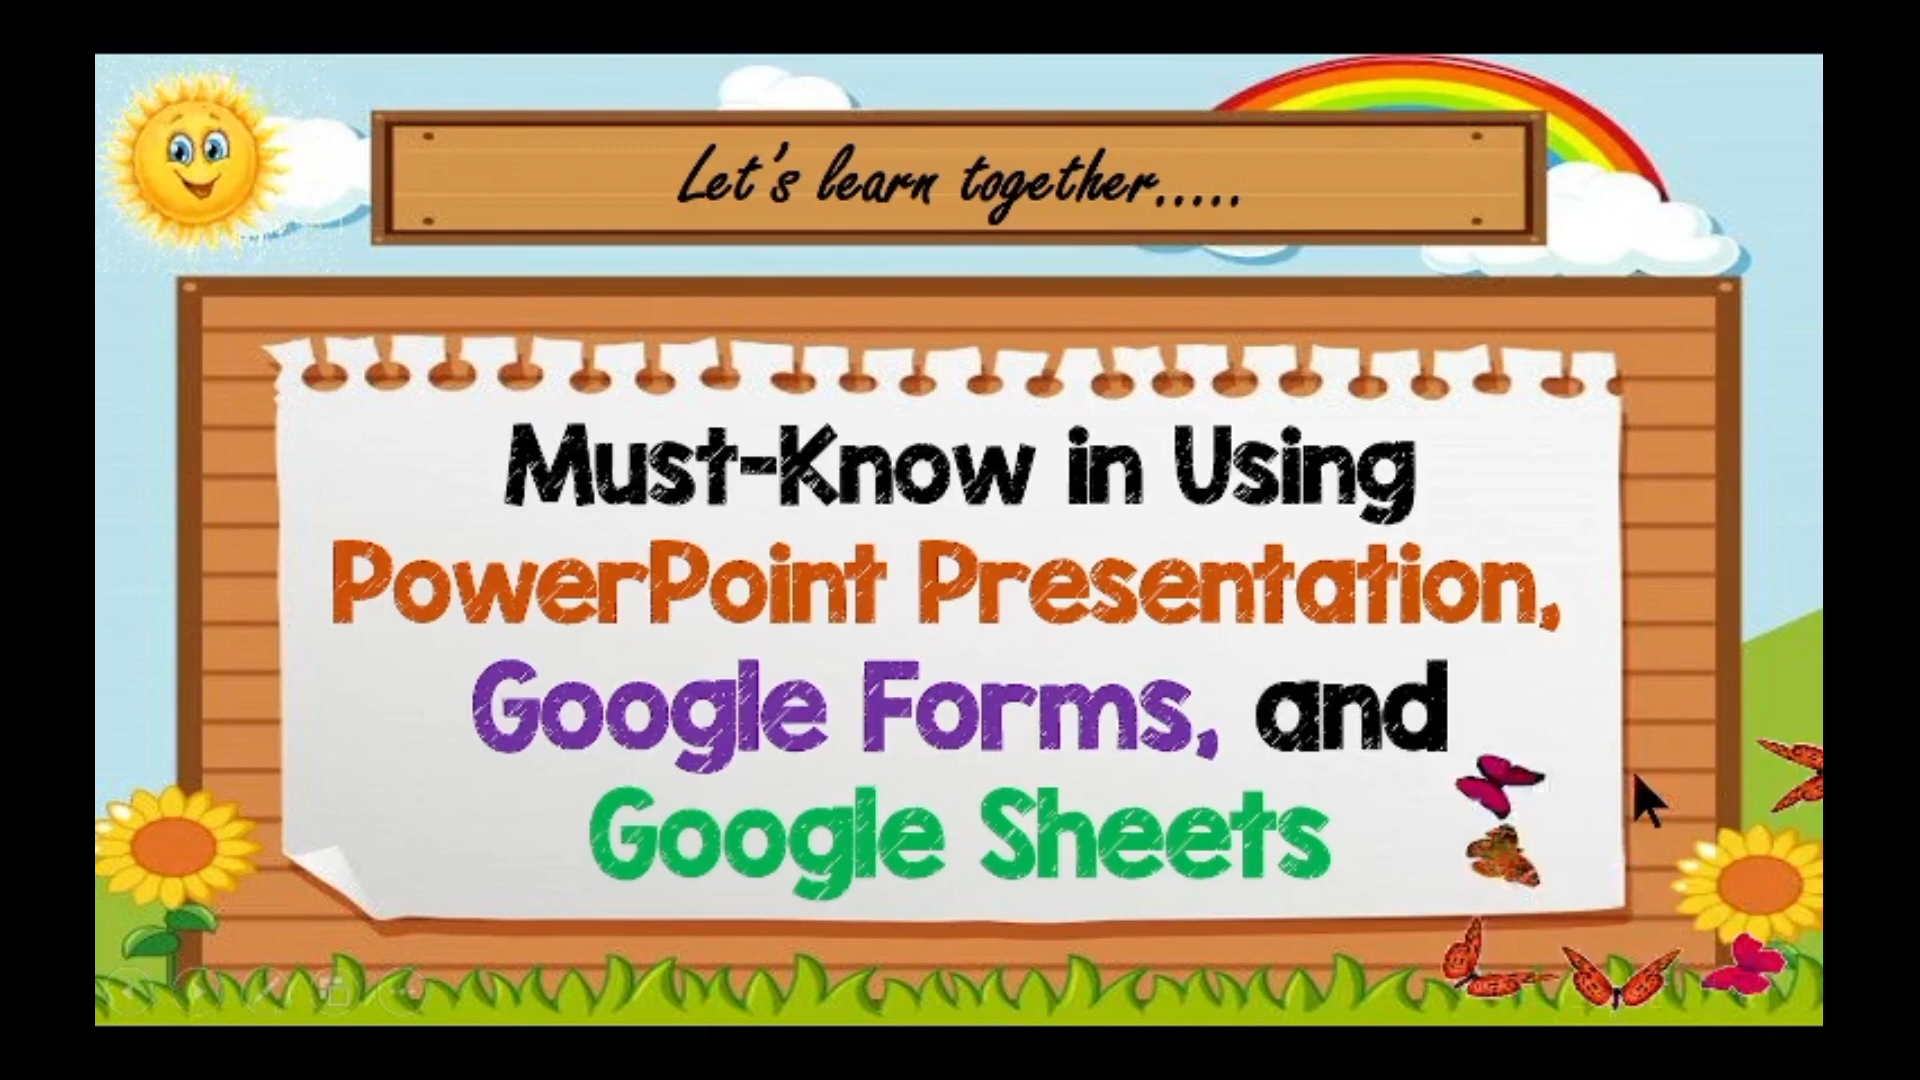 Let's learn together.....
Must-Know in Using
PowerPoint Presentation,
Google Forms, and
Google Sheets